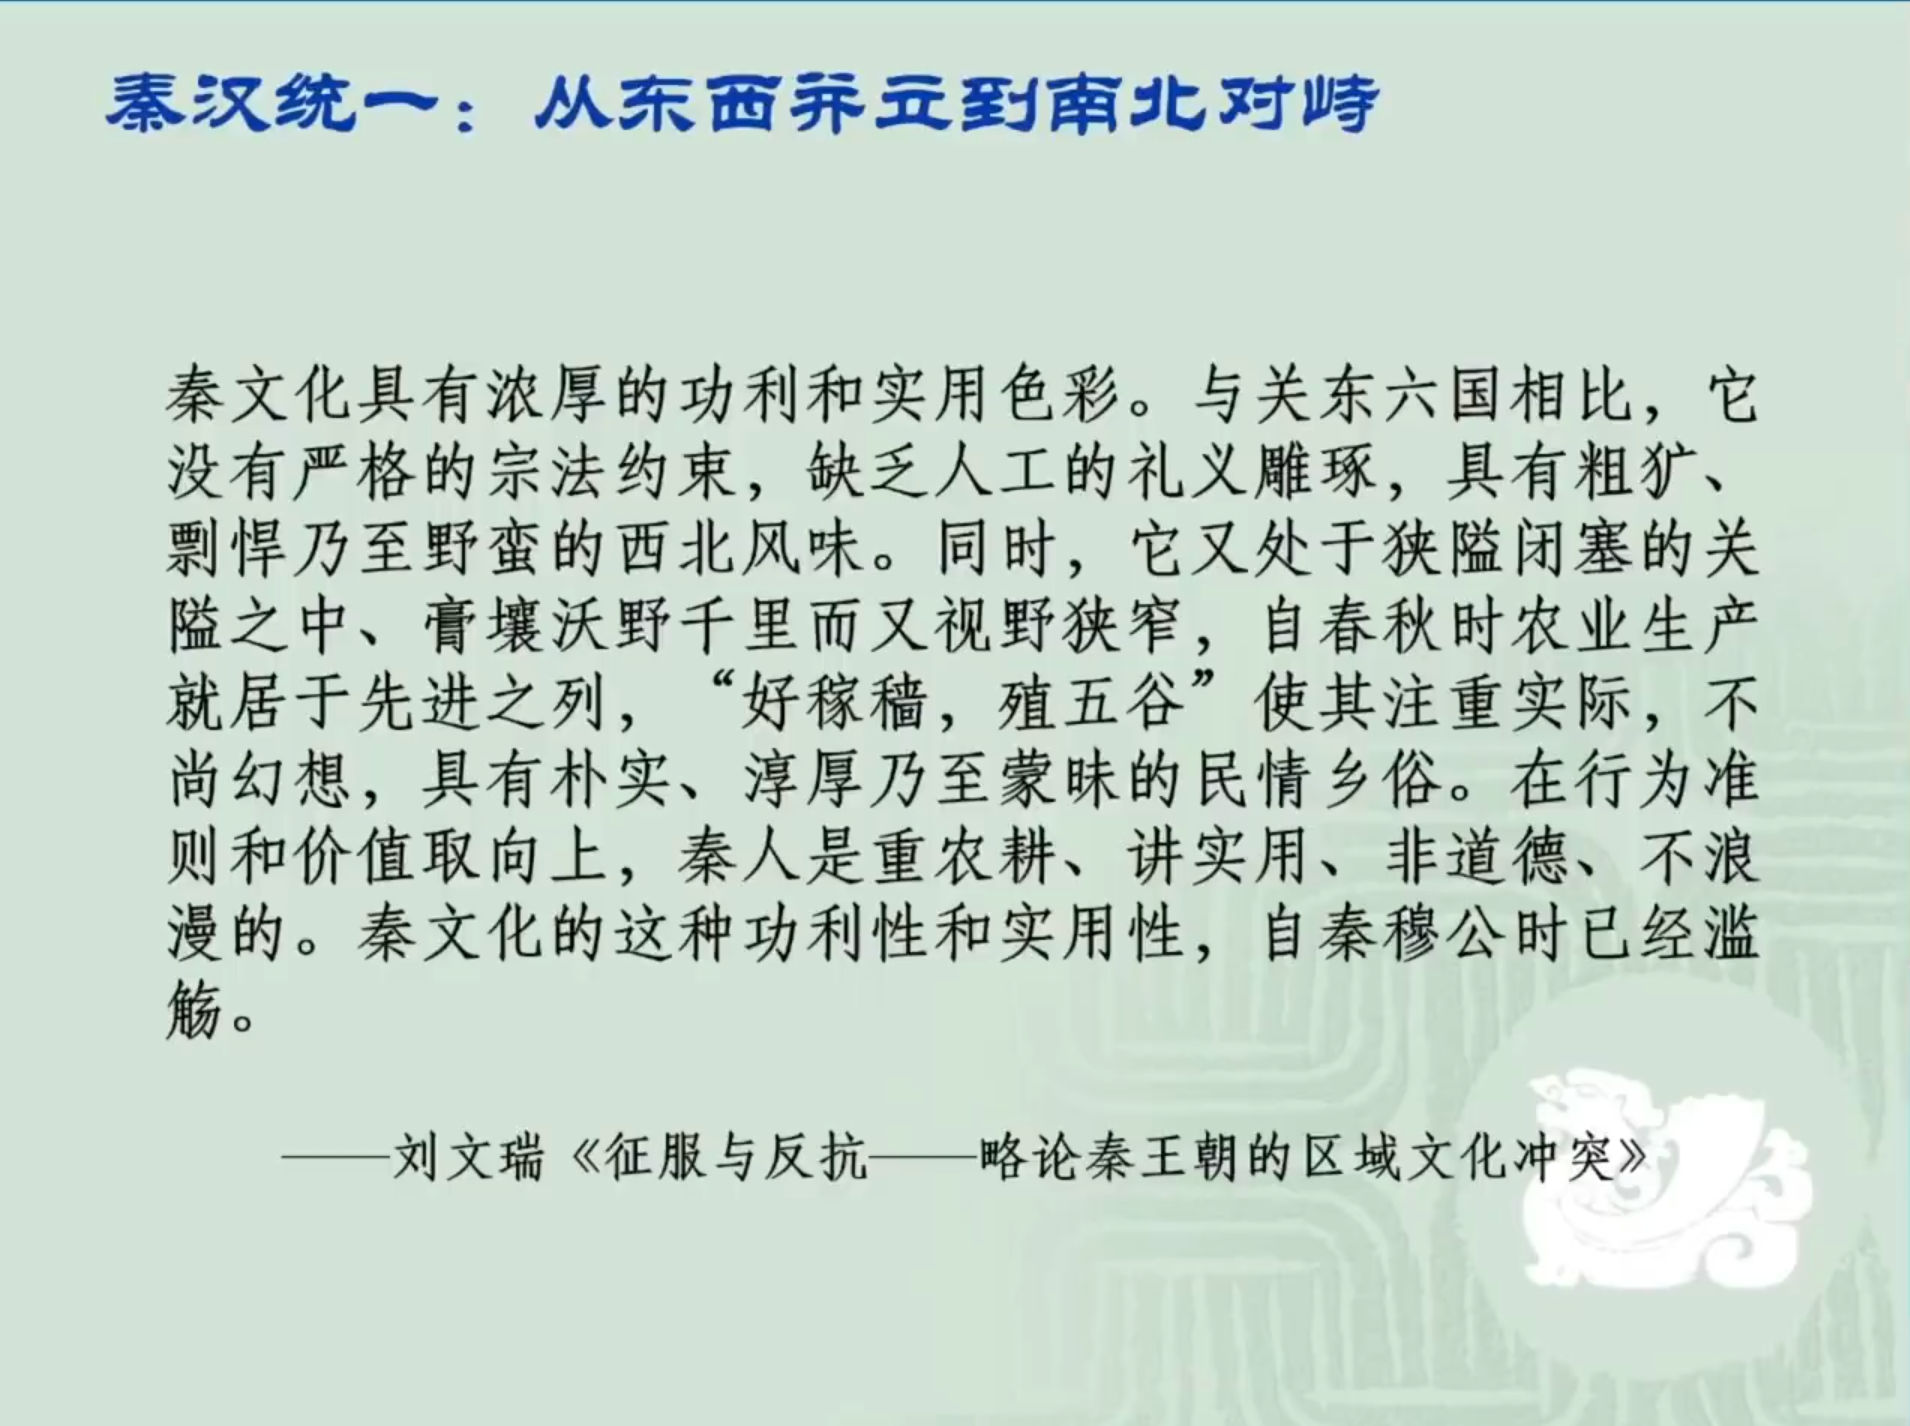 秦汉统一：从东西并立到南北对峙
秦文化具有浓厚的功利和实用色彩。与关东六国相比，它
没有严格的宗法约束，缺乏人工的礼义雕琢，具有粗犷、
剽悍乃至野蛮的西北风味。同时，它又处于狭隘闭塞的关
隘之中、膏壤沃野千里而又视野狭窄，自春秋时农业生产
就居于先进之列，“好稼穑，殖五谷”使其注重实际，不
尚幻想，具有朴实、淳厚乃至蒙昧的民情乡俗。在行为准
则和价值取向上，秦人是重农耕、讲实用、非道德、不浪
漫的。秦文化的这种功利性和实用性，自秦穆公时已经滥
觞。
——刘文瑞《征服与反抗——略论秦王朝的区域文化冲突》